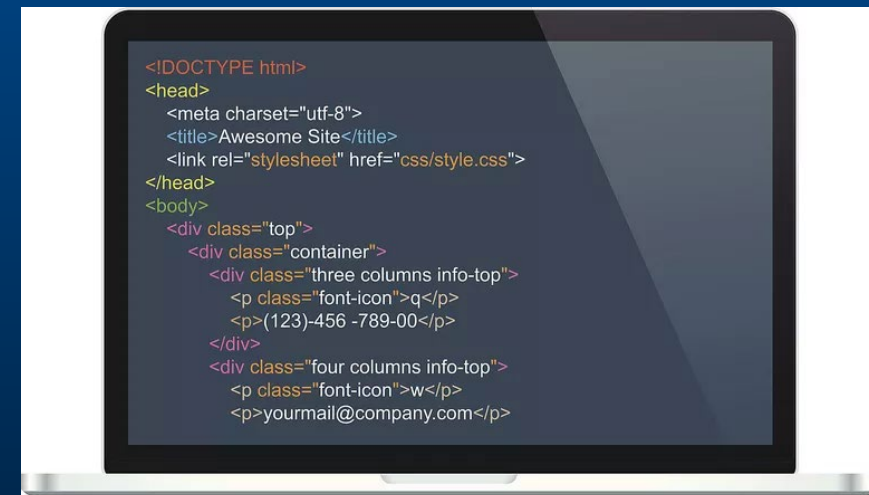 <!DOCTYPE html>
<head>
<meta charset="utf-8">
<title>Awesome Site</title>
<link rel="stylesheet" href="css/style.css">
</head>
<body>
<div class="top">
<div class="container">
<div class="three columns info-top">
<p class="font-icon">q</p>
<p>(123)-456 -789-00</p>
</div>
<div class="four columns info-top">
<p class="font-icon">w</p>
<p>yourmail@company.com</p>